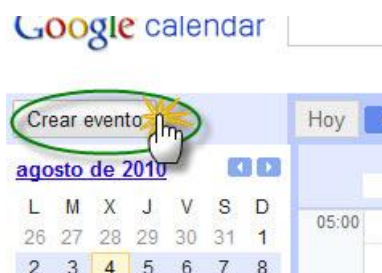 Google calendar
Crear evento
Hoy
agosto de 2010
L M X J V S D
26 27 28 29 30 31 1
05:00
2 3 4 5 6 7 8